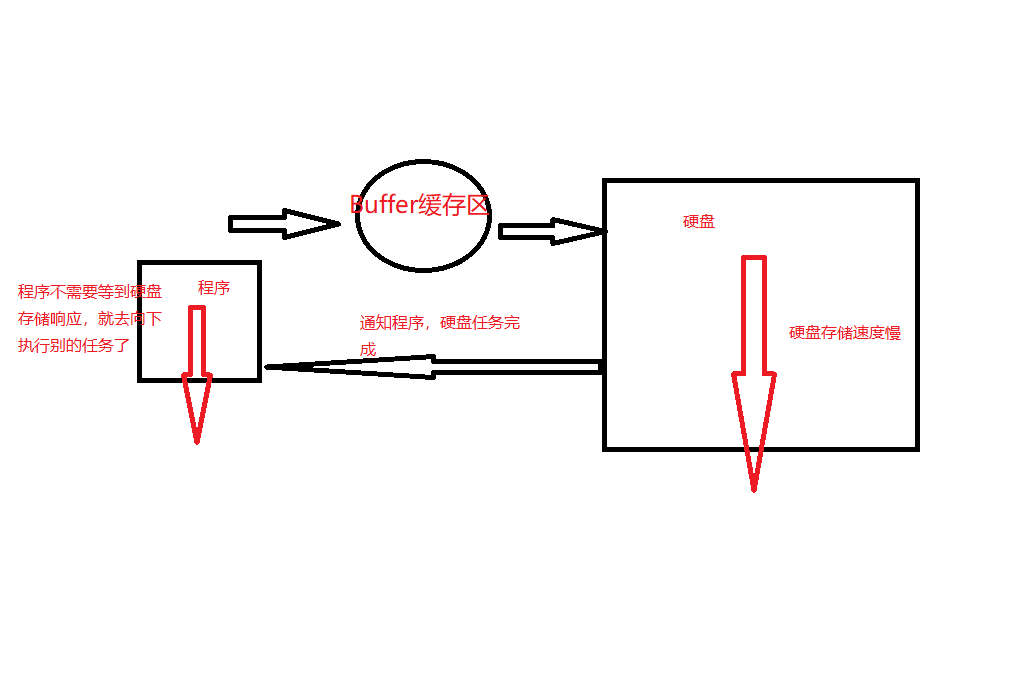 Buffer缓存区
硬盘
程序
程序不需要等到硬盘
存储响应，就去向下
执行别的任务了
通知程序，硬盘任务完
成
硬盘存储速度慢